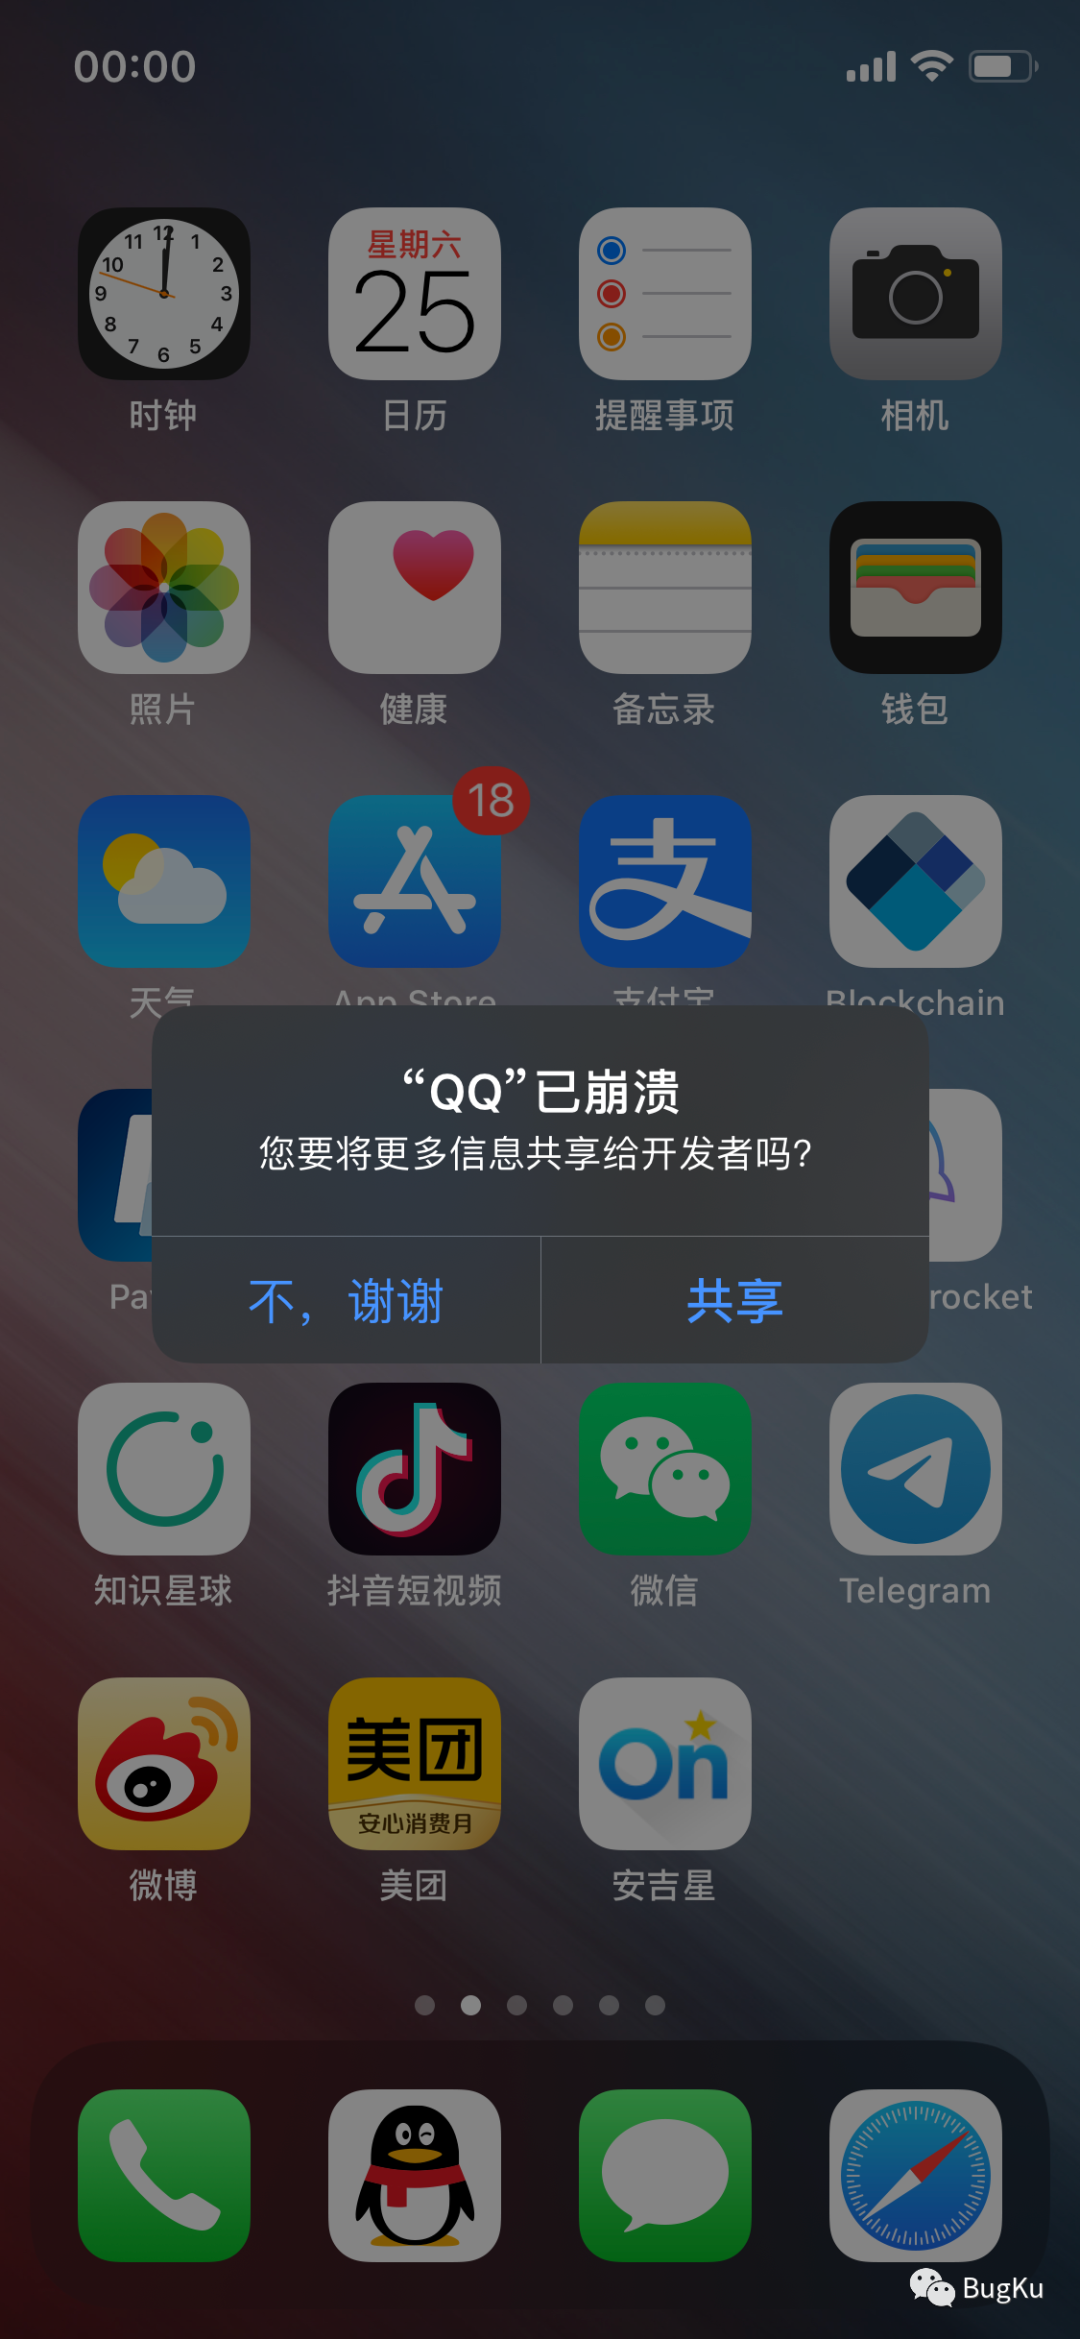 00:00
12
11 1
10 2
9 3
8 4
7 5
6
星期六
25
时钟 日历 提醒事项 相机
照片 健康 备忘录 钱包
18
支
天气 App Store 支付宝 Blockchain
“QQ”已崩溃
您要将更多信息共享给开发者吗?
不，谢谢 共享
Pay rocket
知识星球 抖音短视频 微信 Telegram
美团
安心消费月
On
微博 美团 安吉星
BugKu